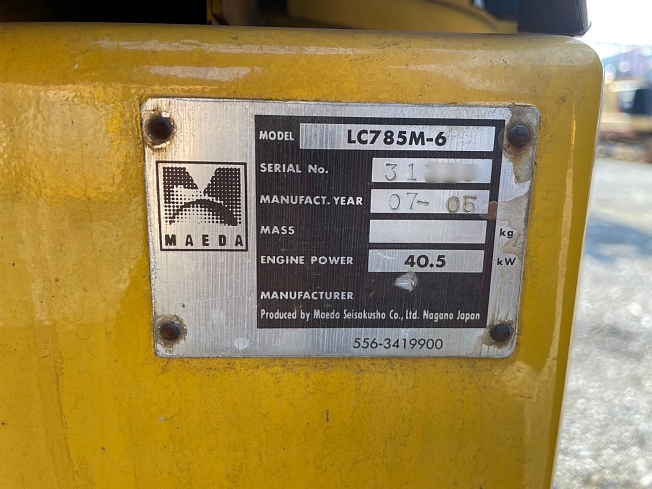 MODEL LC785M-6
SERIAL No. 31
MANUFACT. YEAR 07- 05
MASS kg
ENGINE POWER 40.5 kW
MANUFACTURER
Produced by Maeda Seisakusho Co., Ltd. Nagano Japan
MAEDA
556-3419900